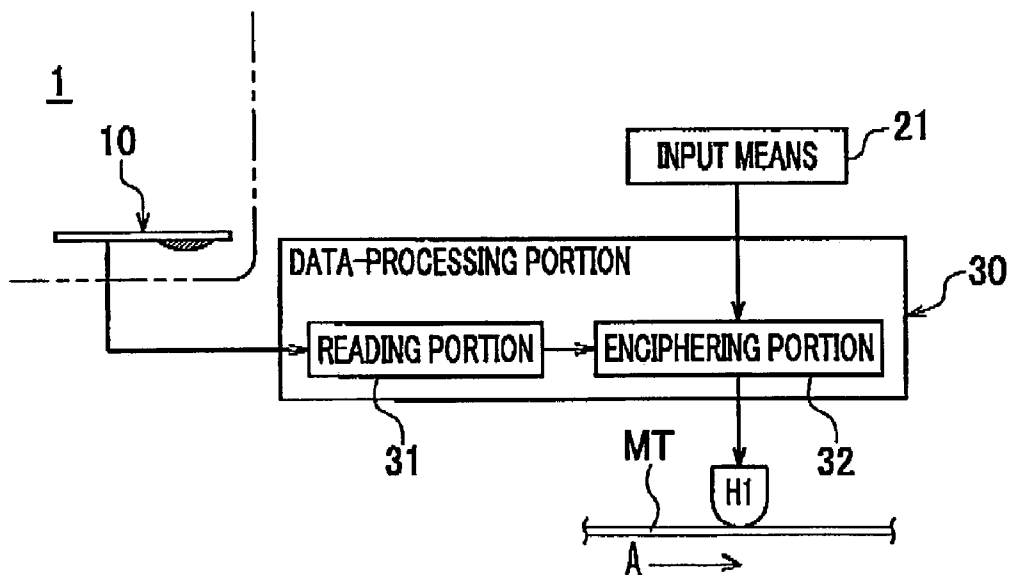 1
10
INPUT MEANS
21
DATA-PROCESSING PORTION
30
READING PORTION
ENCIPHERING PORTION
31
32
MT
H1
A